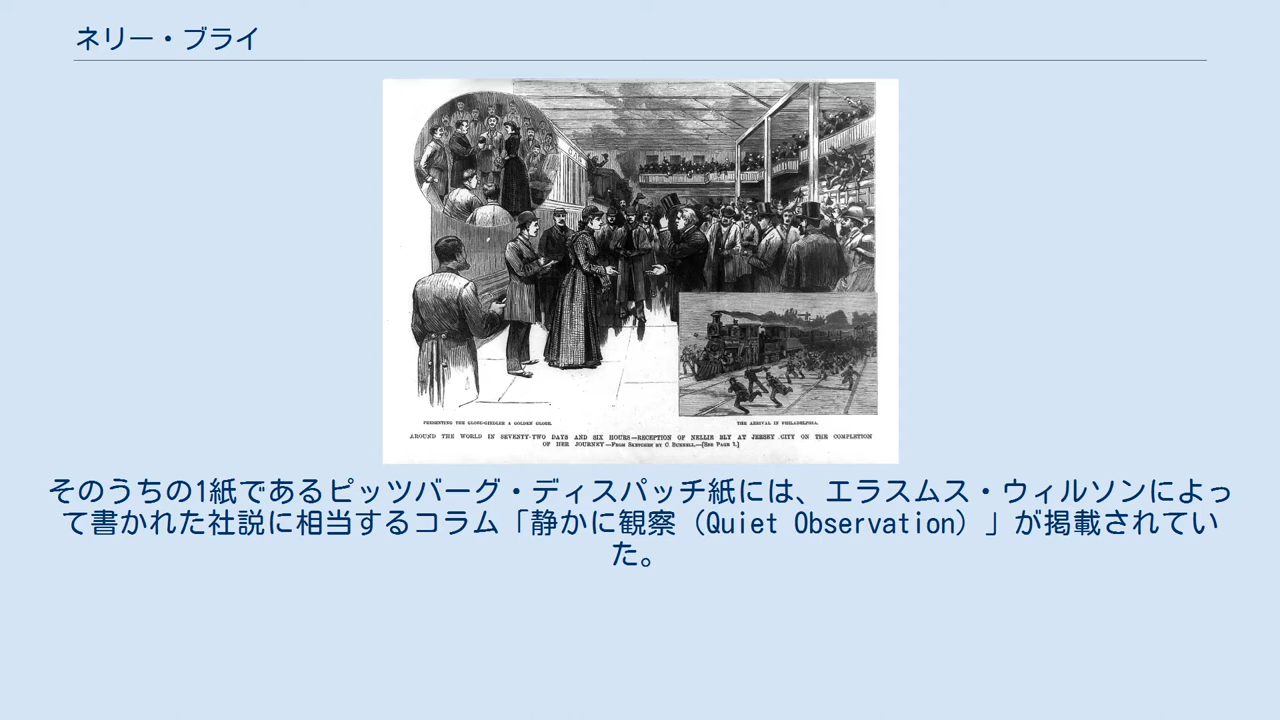 ネリー・ブライ
PRESENTING THE GLOBE-GIRDLER A GOLDEN GLOBE.
THE ARRIVAL IN PHILADELPHIA.
AROUND THE WORLD IN SEVENTY-TWO DAYS AND SIX HOURS—RECEPTION OF NELLIE BLY AT JERSEY CITY ON THE COMPLETION
OF HER JOURNEY—FROM SKETCHES BY C. BUNNELL.—[SEE PAGE 1.]
そのうちの1紙であるピッツバーグ・ディスパッチ紙には、エラスムス・ウィルソンによっ
て書かれた社説に相当するコラム「静かに観察（Quiet Observation）」が掲載されてい
た。